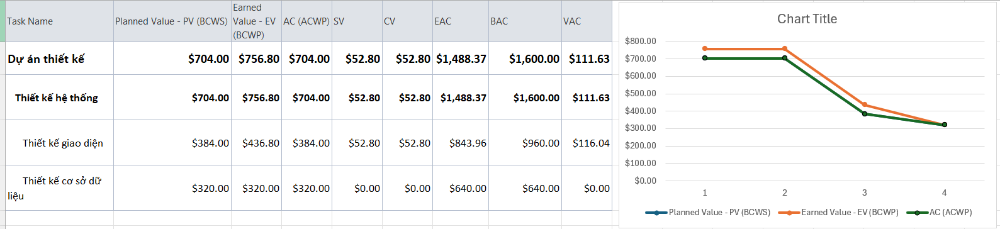 Task Name
Planned Value - PV (BCWS)
Earned
Value - EV
(BCWP)
AC (ACWP)
SV
CV
EAC
BAC
VAC
Dự án thiết kế
$704.00
$756.80
$704.00
$52.80
$52.80
$1,488.37
$1,600.00
$111.63
Thiết kế hệ thống
$704.00
$756.80
$704.00
$52.80
$52.80
$1,488.37
$1,600.00
$111.63
Thiết kế giao diện
$384.00
$436.80
$384.00
$52.80
$52.80
$843.96
$960.00
$116.04
Thiết kế cơ sở dữ
liệu
$320.00
$320.00
$320.00
$0.00
$0.00
$640.00
$640.00
$0.00
Chart Title
$800.00
$700.00
$600.00
$500.00
$400.00
$300.00
$200.00
$100.00
$0.00
1
2
3
4
Planned Value - PV (BCWS)
Earned Value - EV (BCWP)
AC (ACWP)